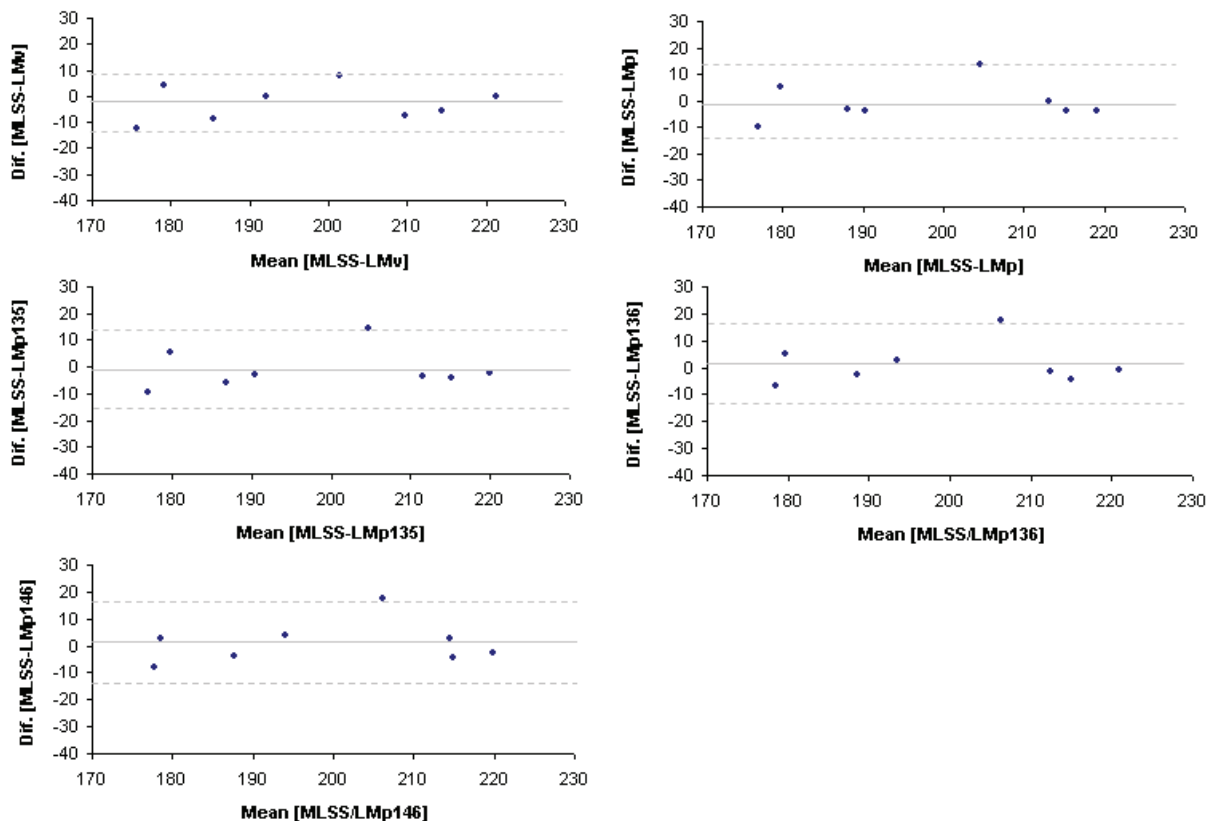 30
20
10
0
-10
-20
-30
-40
170 180 190 200 210 220 230
Dif. [MLSS-LMv]
Mean [MLSS-LMv]
30
20
10
0
-10
-20
-30
-40
170 180 190 200 210 220 230
Dif. [MLSS-LMp]
Mean [MLSS-LMp]
30
20
10
0
-10
-20
-30
-40
170 180 190 200 210 220 230
Dif. [MLSS-LMp135]
Mean [MLSS-LMp135]
30
20
10
0
-10
-20
-30
-40
170 180 190 200 210 220 230
Dif. [MLSS-LMp136]
Mean [MLSS/LMp136]
30
20
10
0
-10
-20
-30
-40
170 180 190 200 210 220 230
Dif. [MLSS-LMp146]
Mean [MLSS/LMp146]